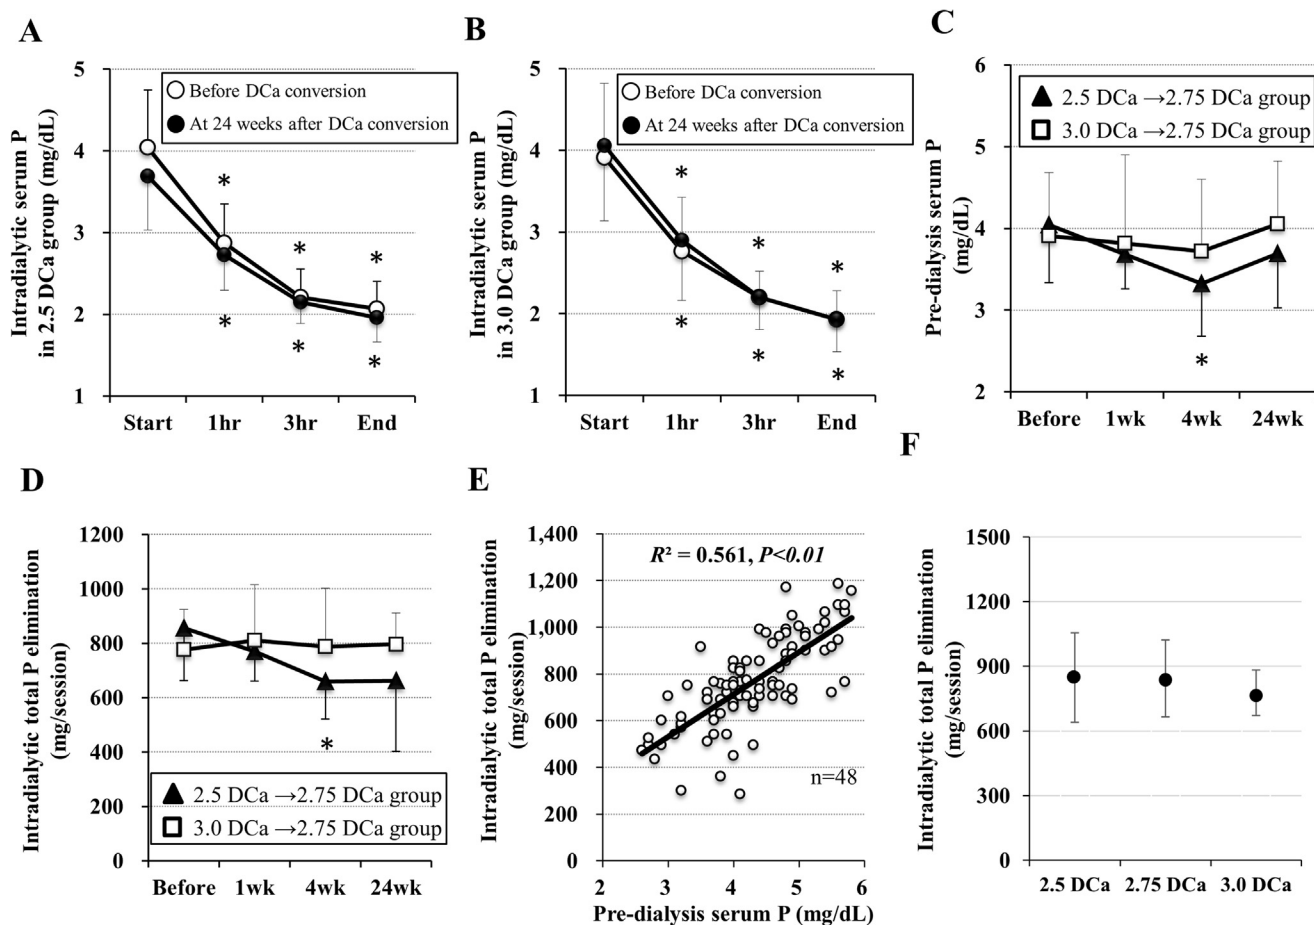 A
Intradialytic serum P
in 2.5 DCa group (mg/dL)
5
4
3
2
1
Before DCa conversion
At 24 weeks after DCa conversion
*
*
*
*
*
*
Start 1hr 3hr End
B
Intradialytic serum P
in 3.0 DCa group (mg/dL)
5
4
3
2
1
Before DCa conversion
At 24 weeks after DCa conversion
*
*
*
*
*
*
Start 1hr 3hr End
C
Pre-dialysis serum P
(mg/dL)
6
5
4
3
2
2.5 DCa →2.75 DCa group
3.0 DCa →2.75 DCa group
*
Before 1wk 4wk 24wk
D
Intradialytic total P elimination
(mg/session)
1200
1000
800
600
400
200
0
*
2.5 DCa →2.75 DCa group
3.0 DCa →2.75 DCa group
Before 1wk 4wk 24wk
E
Intradialytic total P elimination
(mg/session)
1,400
1,200
1,000
800
600
400
200
0
R² = 0.561, P<0.01
n=48
2 3 4 5 6
Pre-dialysis serum P (mg/dL)
F
Intradialytic total P elimination
(mg/session)
1500
1200
900
600
300
0
2.5 DCa 2.75 DCa 3.0 DCa